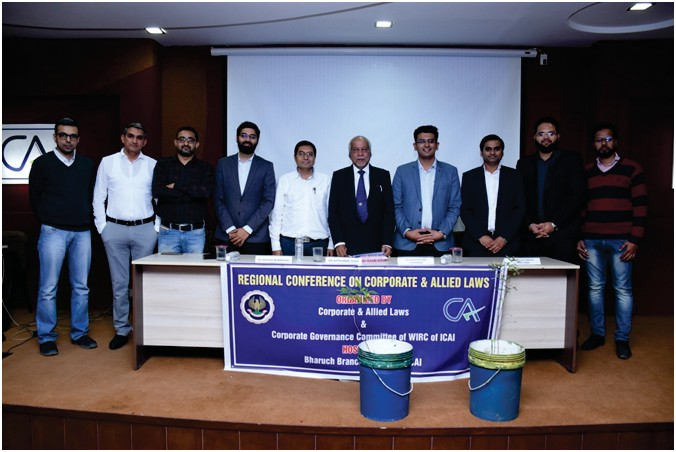 CA
REGIONAL CONFERENCE ON CORPORATE & ALLIED LAWS
ORGANIZED BY
Corporate & Allied Laws
&
Corporate Governance Committee of WIRC of ICAI
Bharuch Branch
CA